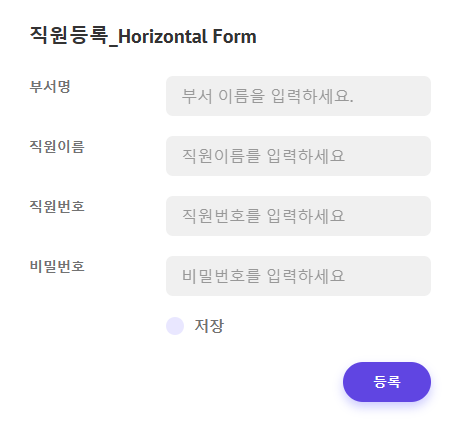 직원등록_Horizontal Form
부서명
부서 이름을 입력하세요.
직원이름
직원이름를 입력하세요
직원번호
직원번호를 입력하세요
비밀번호
비밀번호를 입력하세요
저장
등록